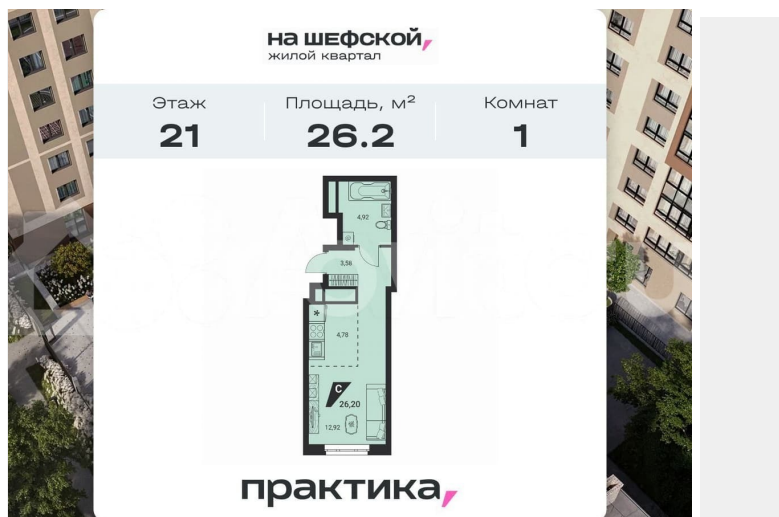 на шефской,
жилой квартал
Этаж
Площадь, м²
Комнат
21
26.2
1
4,92
3,58
4,78
С
26,20
12,92
практика,